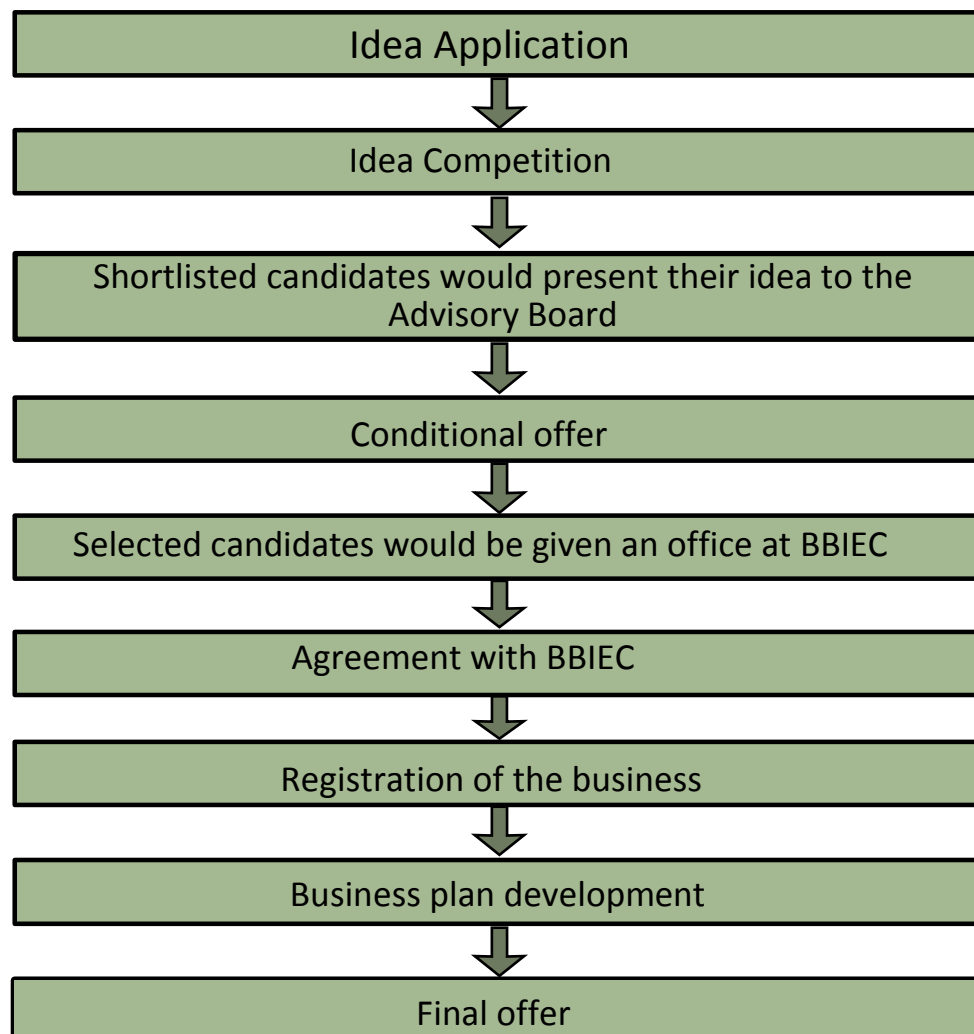 Idea Application
Idea Competition
Shortlisted candidates would present their idea to the
Advisory Board
Conditional offer
Selected candidates would be given an office at BBIEC
Agreement with BBIEC
Registration of the business
Business plan development
Final offer